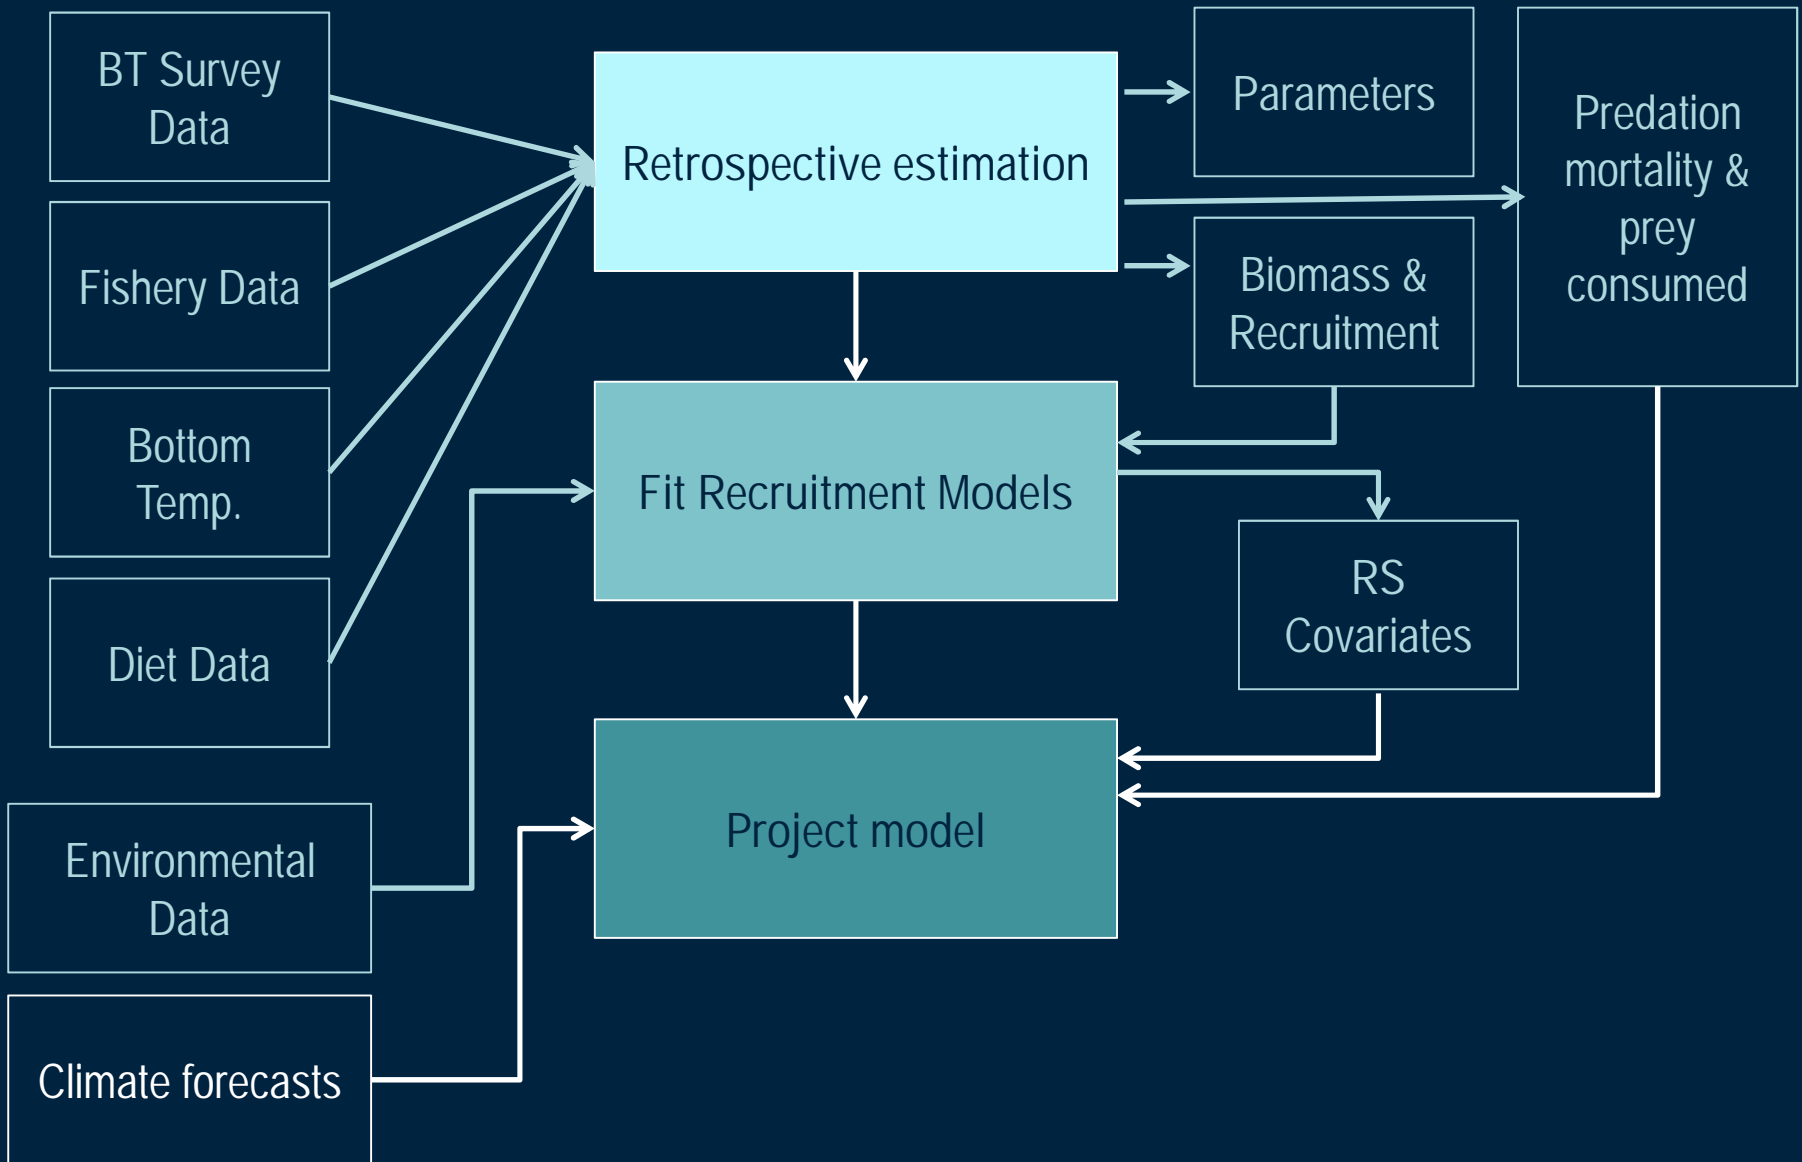 BT Survey
Data
Fishery Data
Bottom
Temp.
Diet Data
Environmental
Data
Climate forecasts
Retrospective estimation
Fit Recruitment Models
Project model
Parameters
Biomass &
Recruitment
RS
Covariates
Predation
mortality &
prey
consumed